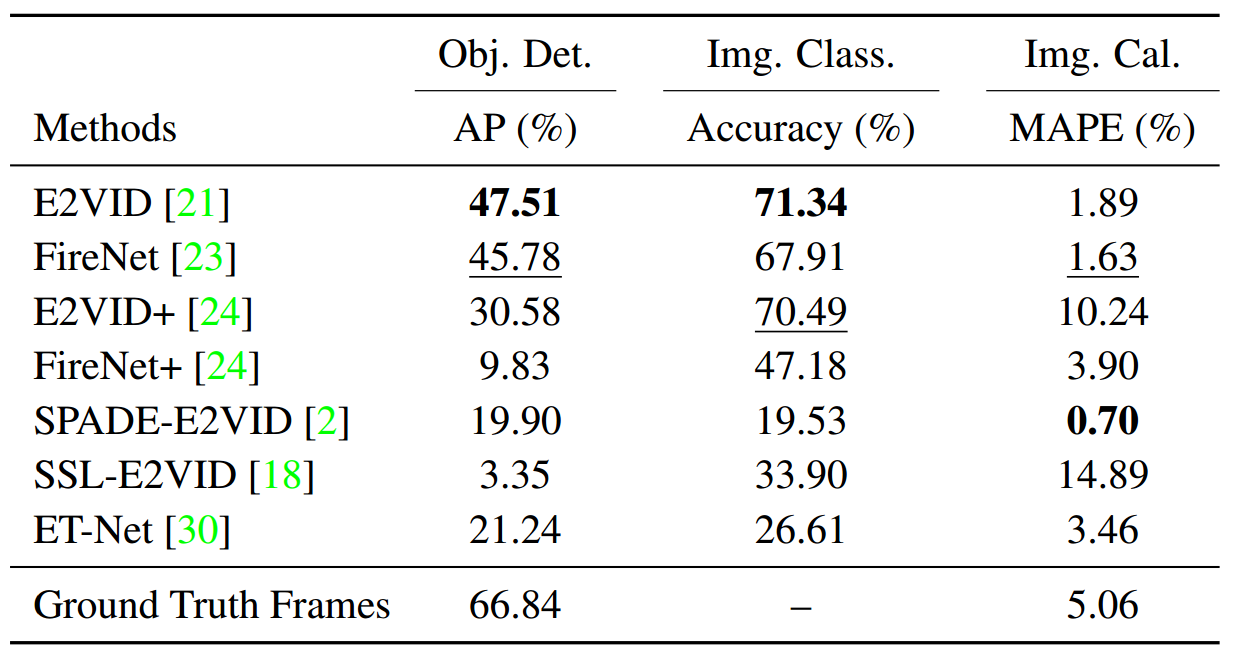 Obj. Det. Img. Class. Img. Cal.
Methods AP (%) Accuracy (%) MAPE (%)
E2VID [21] 47.51 71.34 1.89
FireNet [23] 45.78 67.91 1.63
E2VID+ [24] 30.58 70.49 10.24
FireNet+ [24] 9.83 47.18 3.90
SPADE-E2VID [2] 19.90 19.53 0.70
SSL-E2VID [18] 3.35 33.90 14.89
ET-Net [30] 21.24 26.61 3.46
Ground Truth Frames 66.84 – 5.06